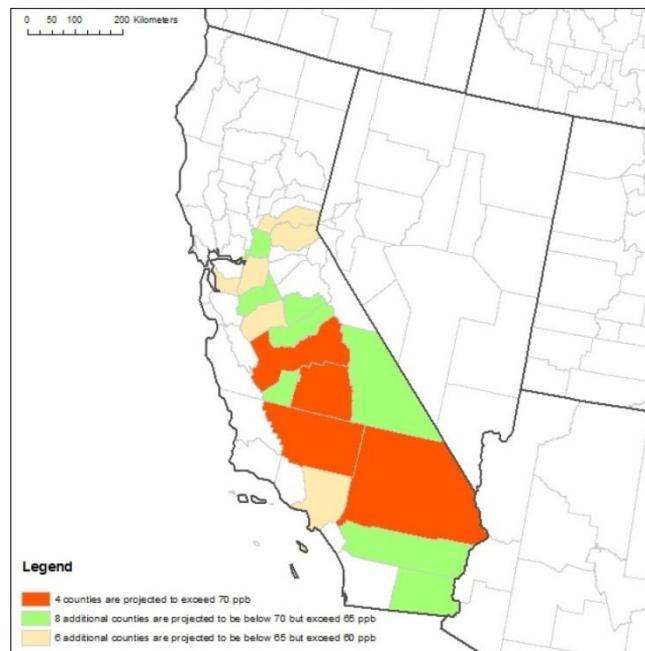 0 50 100 200 Kilometers
Legend
4 counties are projected to exceed 70 ppb
8 additional counties are projected to be below 70 but exceed 65 ppb
6 additional counties are projected to be below 65 but exceed 60 ppb